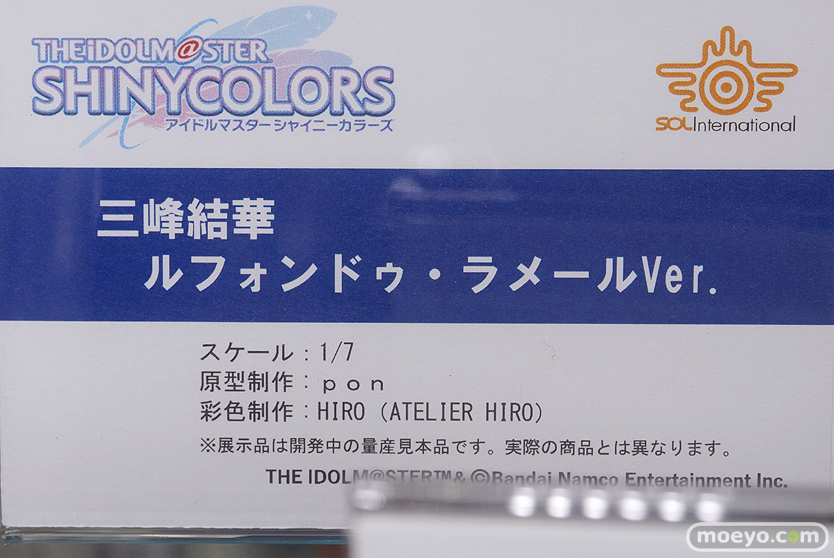 THE iDOLM@STER
SHINYCOLORS
アイドルマスター シャイニーカラーズ
SOLInternational
三峰結華
ルフォンドゥ・ラメールVer.
スケール：1/7
原型制作：ｐｏｎ
彩色制作：HIRO (ATELIER HIRO)
※展示品は開発中の量産見本品です。実際の商品とは異なります。
THE IDOLM@STER™& ©Bandai Namco Entertainment Inc.
moeyo.com